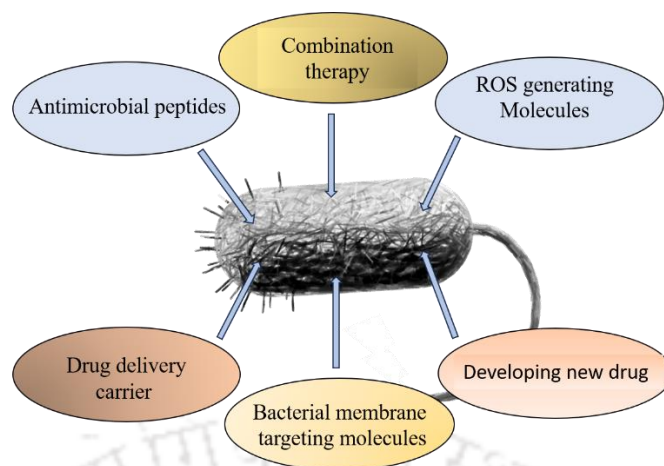 Combination
therapy
Antimicrobial peptides
ROS generating
Molecules
Drug delivery
carrier
Bacterial membrane
targeting molecules
Developing new drug